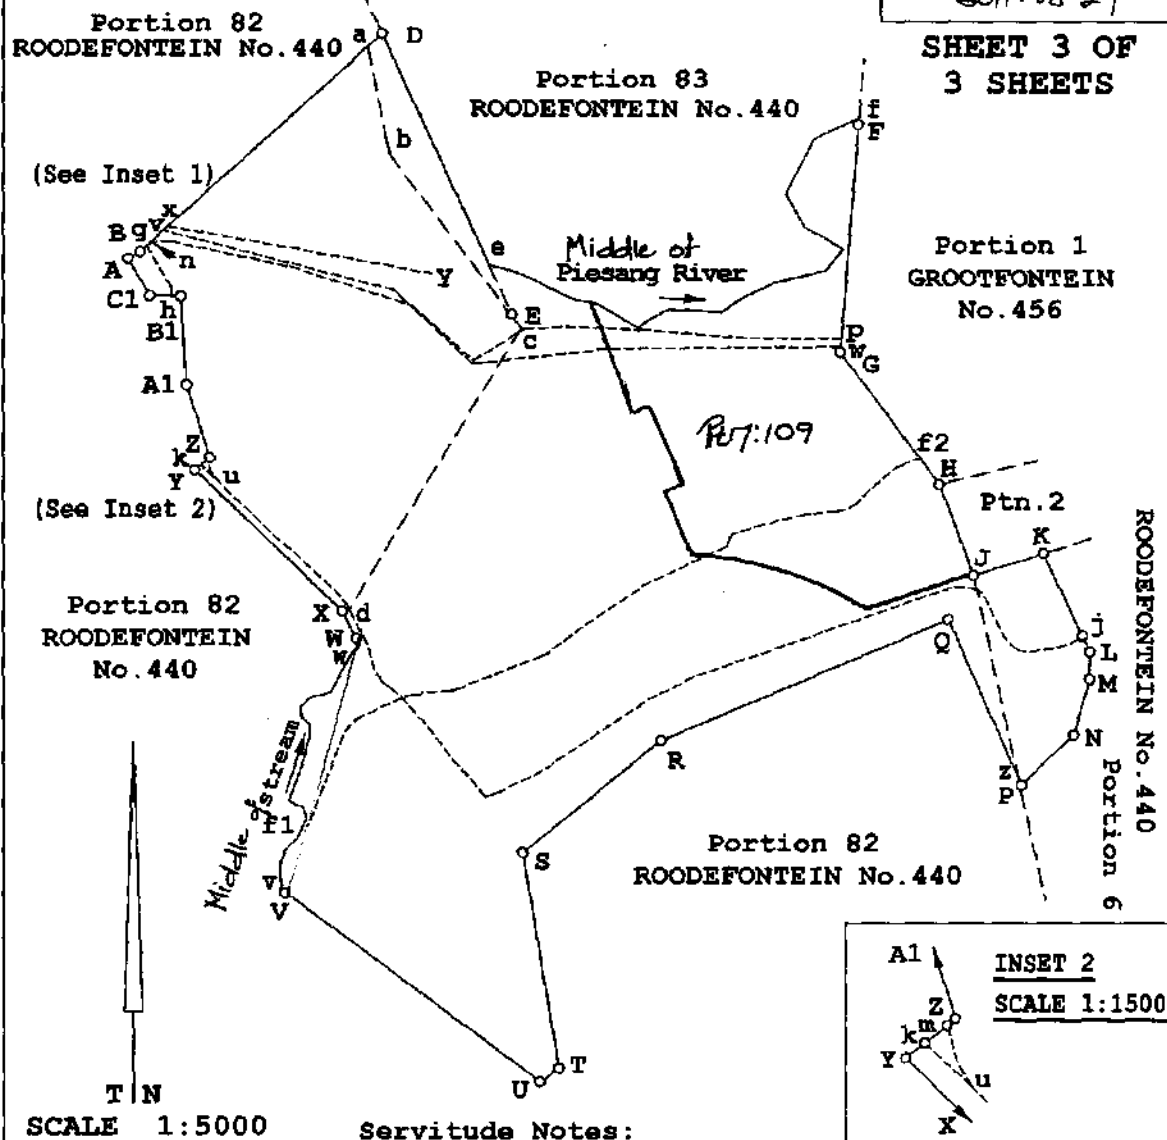 SHEET 3 OF
3 SHEETS
Portion 82
ROODEFONTEIN No.440
a
D
Portion 83
ROODEFONTEIN No.440
f
F
b
(See Inset 1)
x
v
g
B
A
n
y
e
Middle of
Piesang River
Portion 1
GROOTFONTEIN
No.456
C1
h
B1
E
c
p
w
G
A1
Ptn:109
f2
Z
k
Y
u
H
(See Inset 2)
Ptn.2
K
J
ROODEFONTEIN No.440
Portion 6
Portion 82
ROODEFONTEIN
No.440
X
d
W
w
Q
j
L
M
N
z
P
R
Middle of stream
f1
S
Portion 82
ROODEFONTEIN No.440
v
V
T
U
INSET 2
SCALE 1:1500
A1
Z
m
k
Y
u
X
T N
SCALE 1:5000
Servitude Notes: